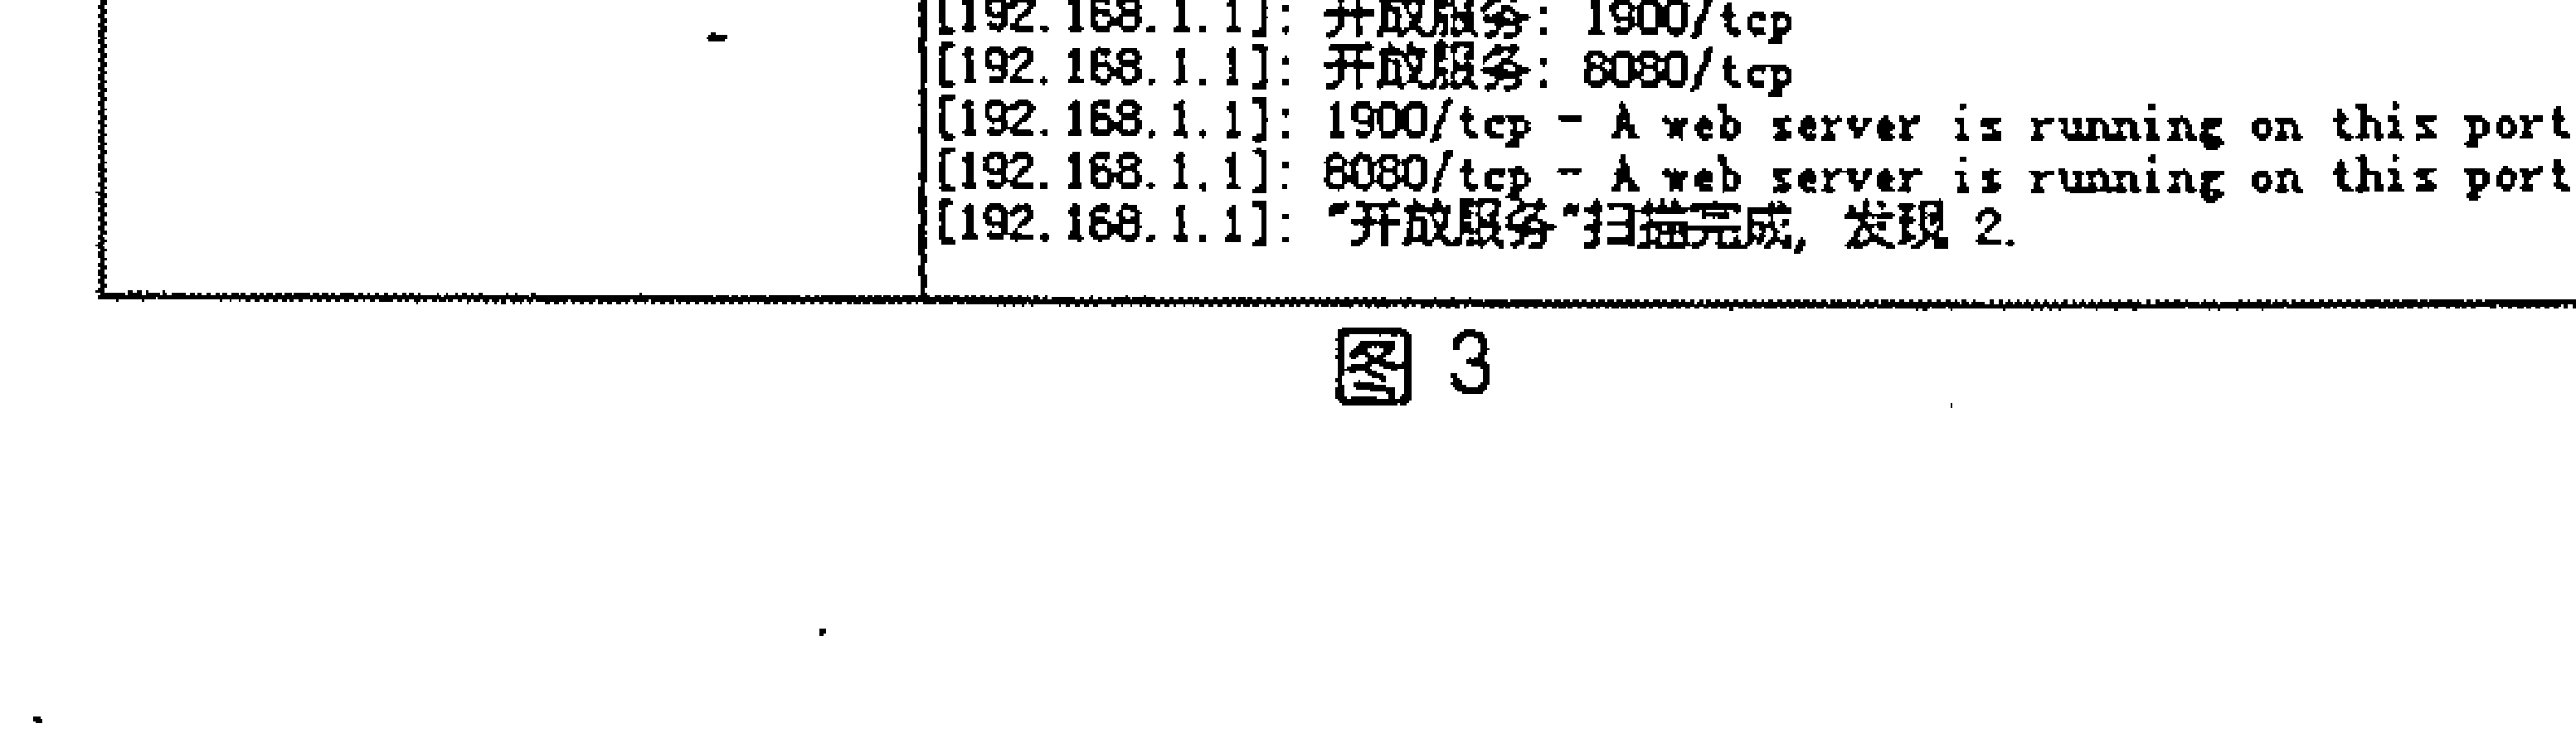 [192.168.1.1]: 开放服务: 1900/tcp
[192.168.1.1]: 开放服务: 8080/tcp
[192.168.1.1]: 1900/tcp - A web server is running on this port
[192.168.1.1]: 8080/tcp - A web server is running on this port
[192.168.1.1]: "开放服务"扫描完成, 发现 2.
图 3